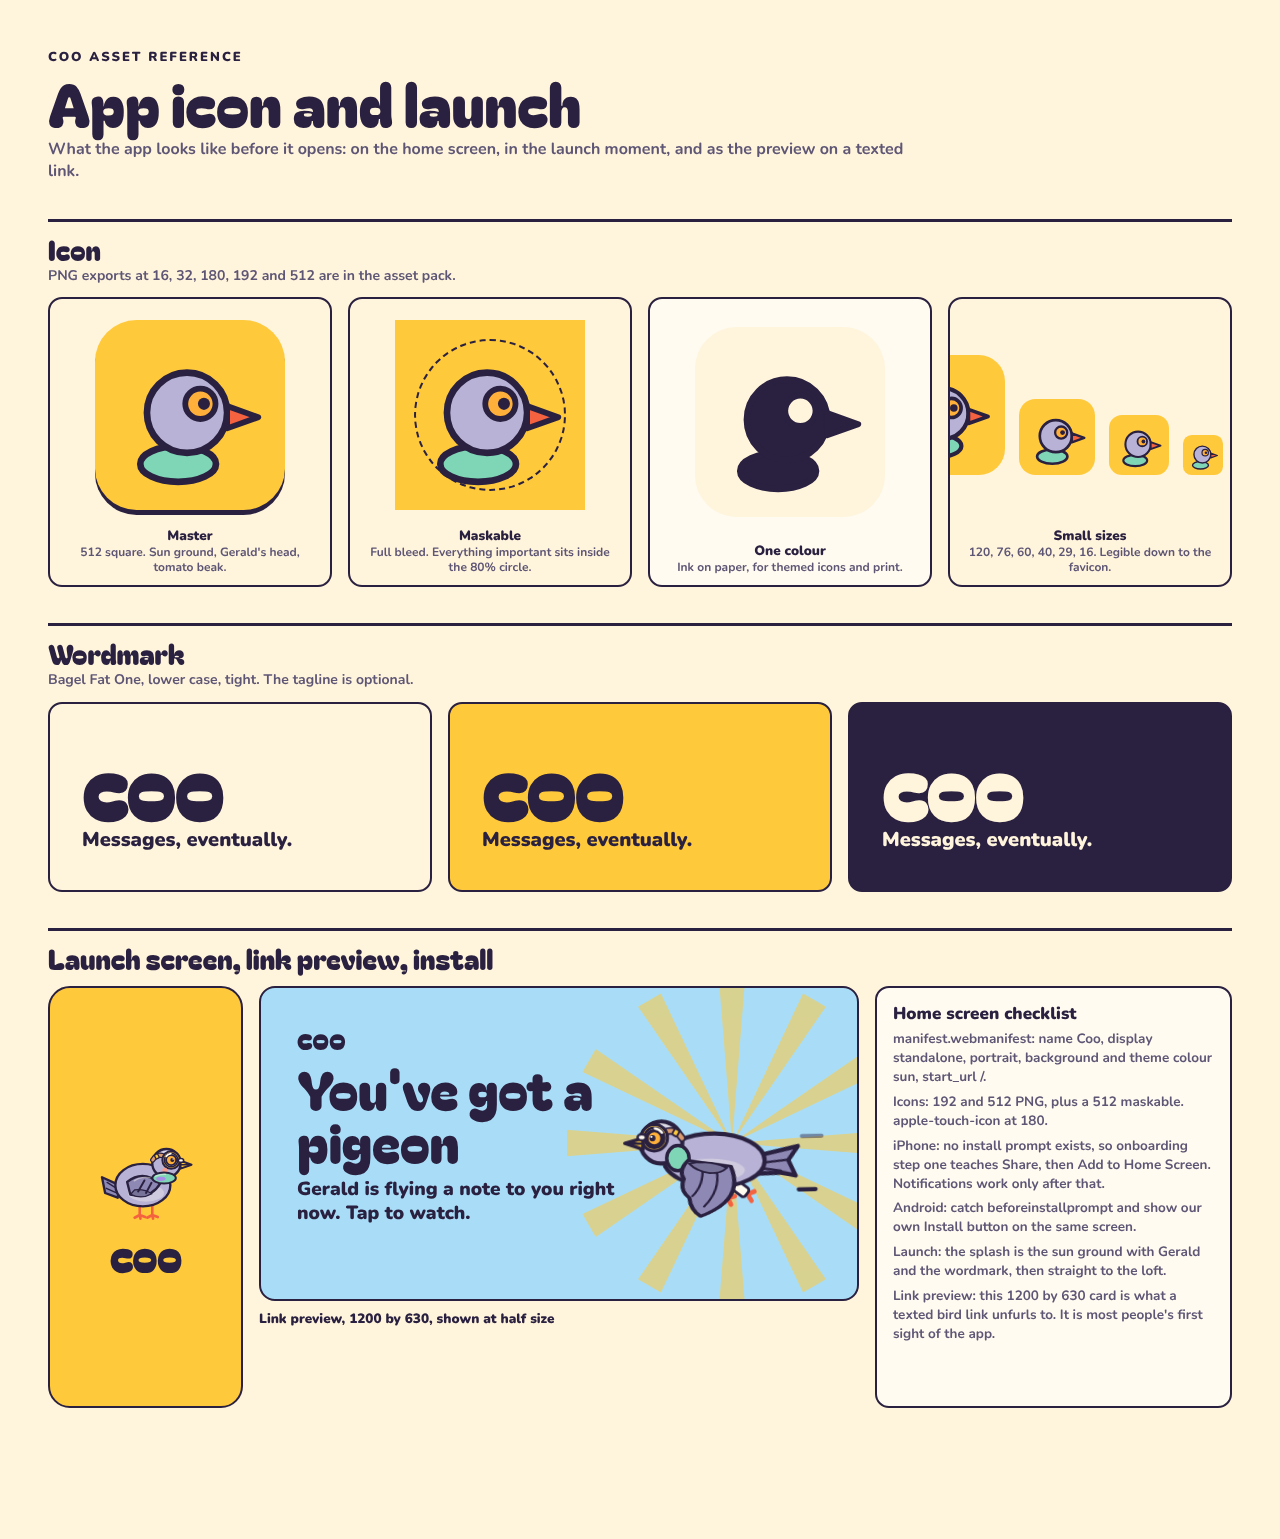 COO ASSET REFERENCE
App icon and launch
What the app looks like before it opens: on the home screen, in the launch moment, and as the preview on a texted
link.
Icon
PNG exports at 16, 32, 180, 192 and 512 are in the asset pack.
Master
512 square. Sun ground, Gerald's head,
tomato beak.
Maskable
Full bleed. Everything important sits inside
the 80% circle.
One colour
Ink on paper, for themed icons and print.
Small sizes
120, 76, 60, 40, 29, 16. Legible down to the
favicon.
Wordmark
Bagel Fat One, lower case, tight. The tagline is optional.
coo
Messages, eventually.
coo
Messages, eventually.
coo
Messages, eventually.
Launch screen, link preview, install
coo
coo
You've got a
pigeon
Gerald is flying a note to you right
now. Tap to watch.
Link preview, 1200 by 630, shown at half size
Home screen checklist
manifest.webmanifest: name Coo, display
standalone, portrait, background and theme colour
sun, start_url /.
Icons: 192 and 512 PNG, plus a 512 maskable.
apple-touch-icon at 180.
iPhone: no install prompt exists, so onboarding
step one teaches Share, then Add to Home Screen.
Notifications work only after that.
Android: catch beforeinstallprompt and show our
own Install button on the same screen.
Launch: the splash is the sun ground with Gerald
and the wordmark, then straight to the loft.
Link preview: this 1200 by 630 card is what a
texted bird link unfurls to. It is most people's first
sight of the app.